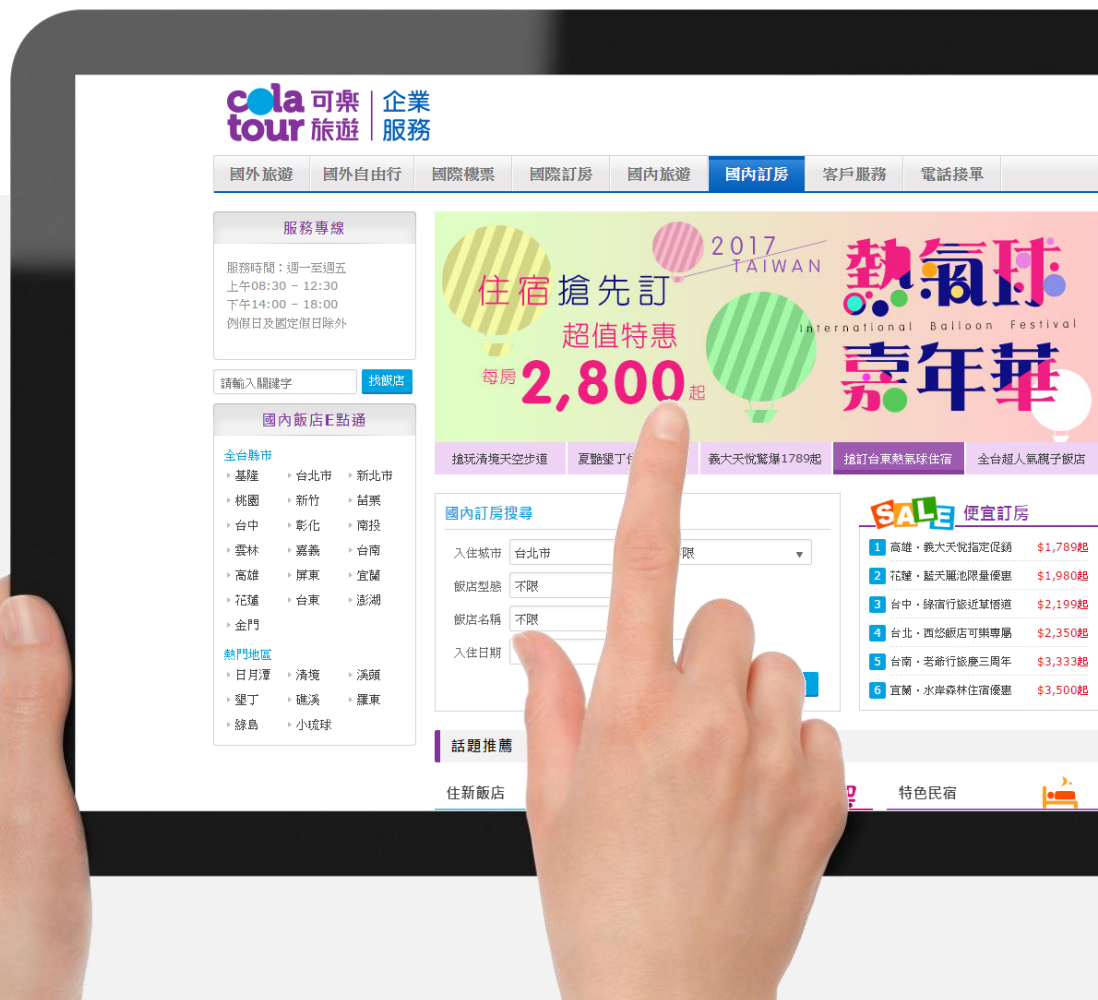 cola tour 可樂旅遊 企業服務
國外旅遊 國外自由行 國際機票 國際訂房 國內旅遊 國內訂房 客戶服務 電話接單
服務專線
服務時間：週一至週五
上午08:30 – 12:30
下午14:00 – 18:00
例假日及國定假日除外
請輸入關鍵字 找飯店
國內飯店E點通
全台縣市
基隆 台北市 新北市
桃園 新竹 苗栗
台中 彰化 南投
雲林 嘉義 台南
高雄 屏東 宜蘭
花蓮 台東 澎湖
金門
熱門地區
日月潭 清境 溪頭
墾丁 礁溪 羅東
綠島 小琉球
住宿搶先訂
超值特惠
每房2,800起
2017
TAIWAN
熱氣球
International Balloon Festival
嘉年華
搶玩清境天空步道 夏艷墾丁 義大天悅驚爆1789起 搶訂台東熱氣球住宿 全台超人氣親子飯店
國內訂房搜尋
入住城市 台北市 限
飯店型態 不限
飯店名稱 不限
入住日期
SALE 便宜訂房
1 高雄・義大天悅指定促銷 $1,789起
2 花蓮・藍天麗池限量優惠 $1,980起
3 台中・綠宿行旅近草悟道 $2,199起
4 台北・西悠飯店可樂專屬 $2,350起
5 台南・老爺行旅慶三周年 $3,333起
6 宜蘭・水岸森林住宿優惠 $3,500起
話題推薦
住新飯店
特色民宿